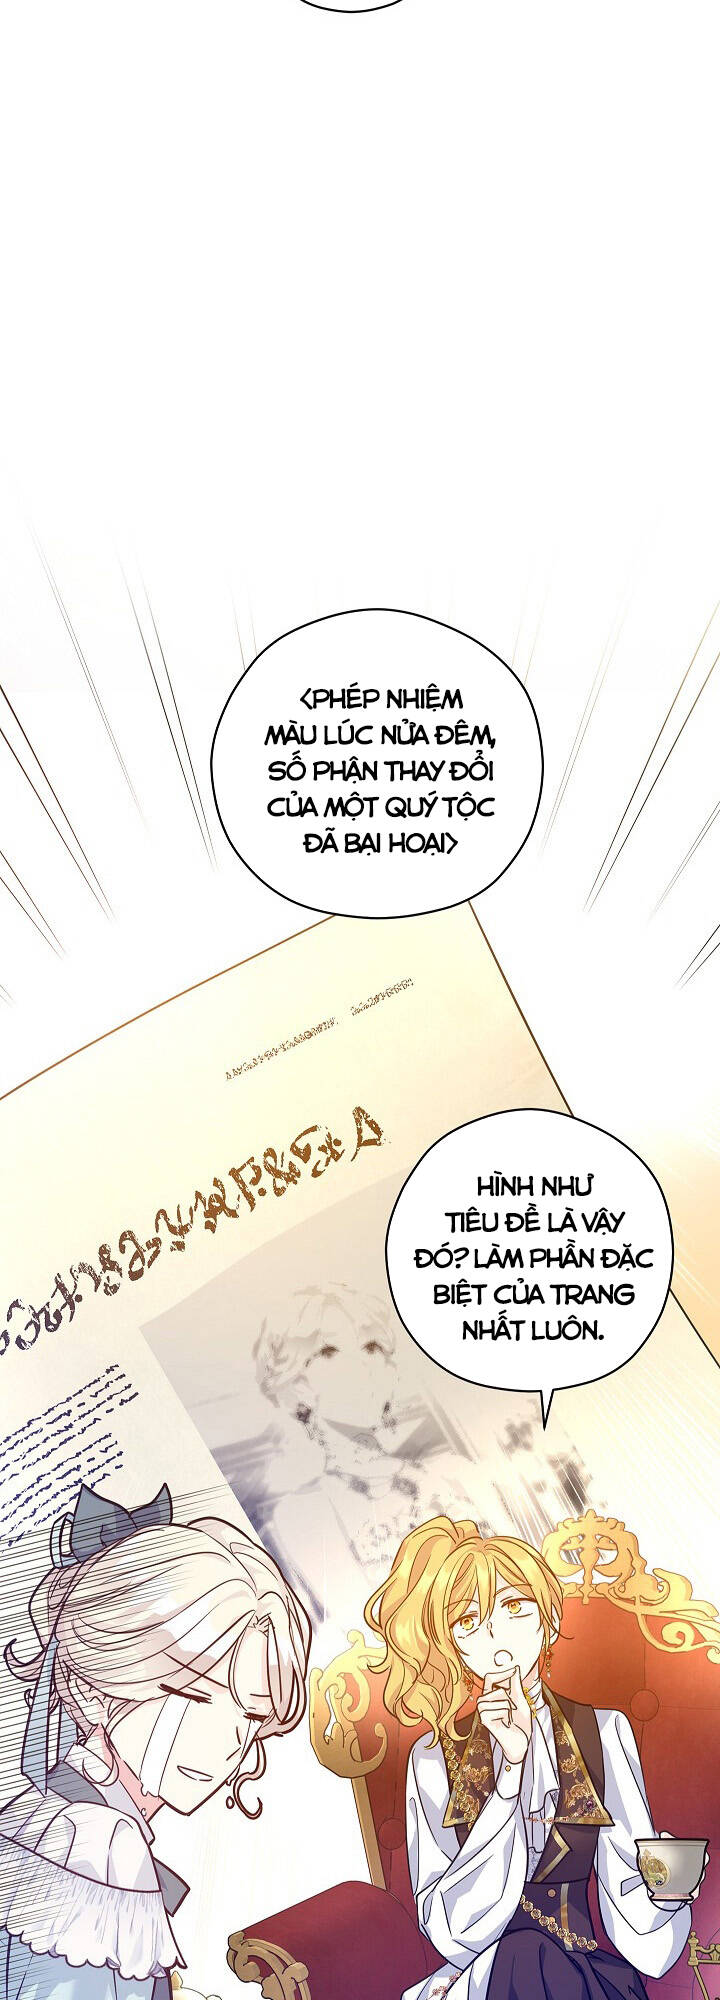 <PHÉP NHIỆM
MÀU LÚC NỬA ĐÊM,
SỐ PHẬN THAY ĐỔI
CỦA MỘT QUÝ TỘC
ĐÃ BẠI HOẠI>
HÌNH NHƯ
TIÊU ĐỀ LÀ VẬY
ĐÓ? LÀM PHẦN ĐẶC
BIỆT CỦA TRANG
NHẤT LUÔN.